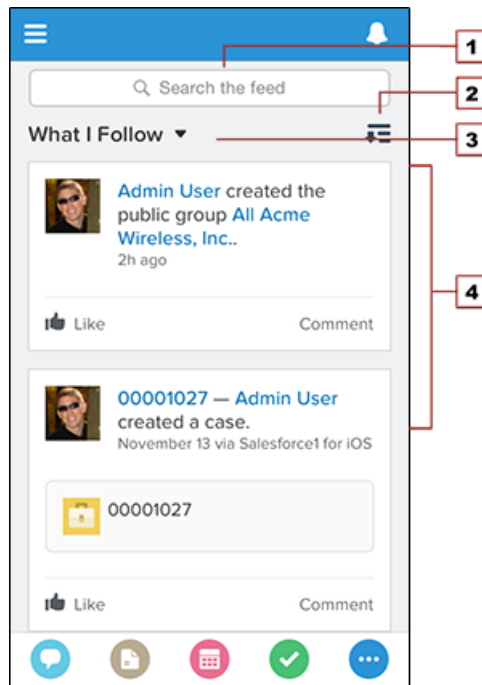 1
Search the feed
2
What I Follow
3
Admin User created the
public group All Acme
Wireless, Inc..
2h ago
4
Like Comment
00001027 — Admin User
created a case.
November 13 via Salesforce1 for iOS
00001027
Like Comment